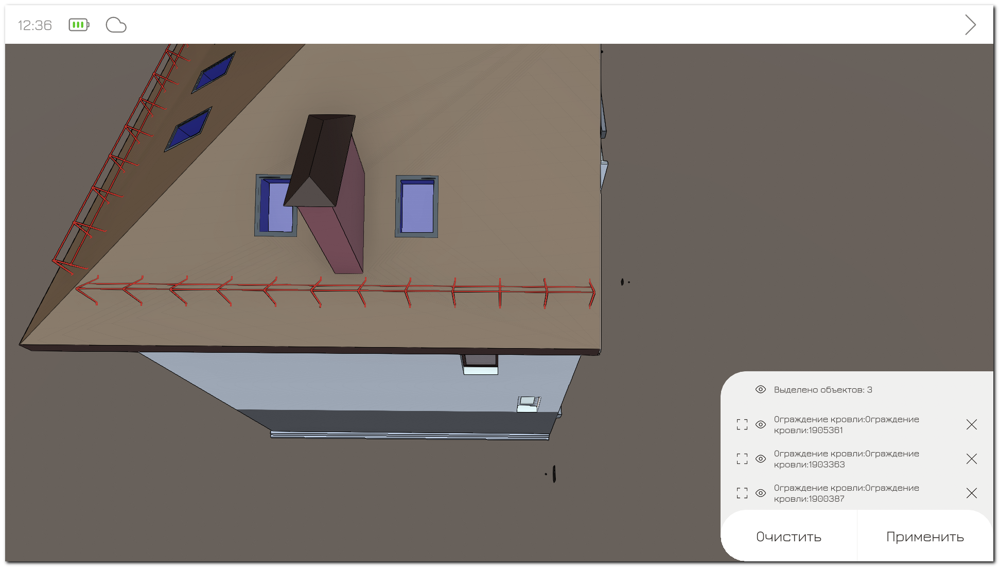 12:36
Выделено объектов: 3
Ограждение кровли:Ограждение
кровли:1905361
Ограждение кровли:Ограждение
кровли:1903363
Ограждение кровли:Ограждение
кровли:1900387
Очистить
Применить